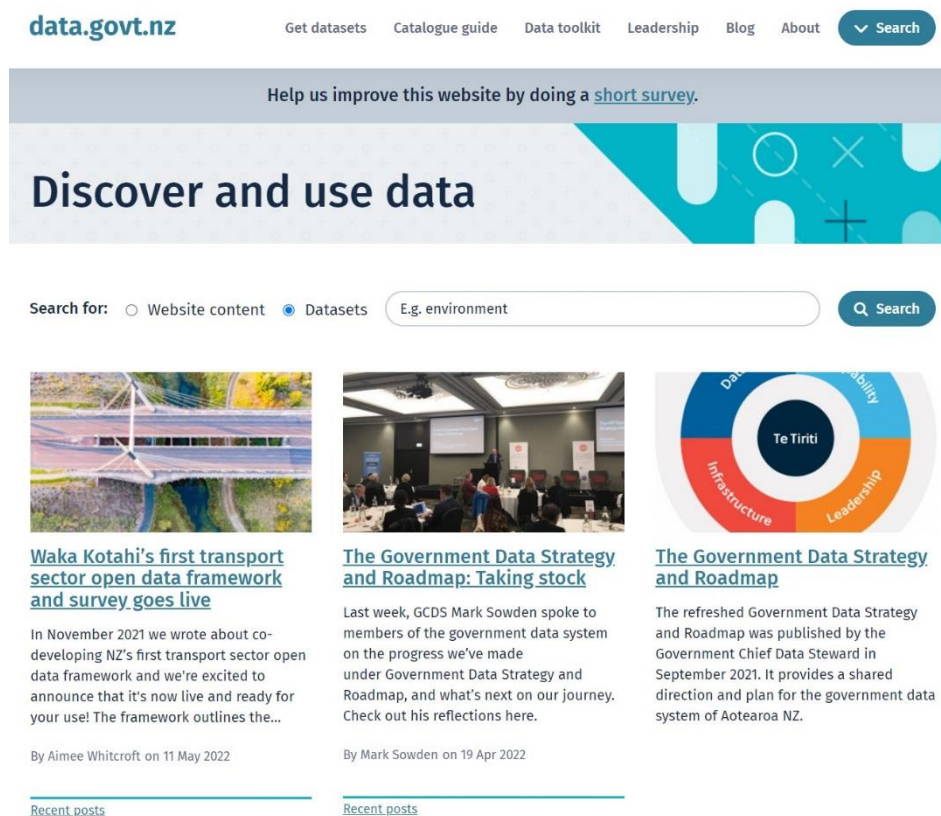 data.govt.nz
Get datasets Catalogue guide Data toolkit Leadership Blog About Search
Help us improve this website by doing a short survey.
Discover and use data
Search for: Website content Datasets E.g. environment Search
Te Tiriti
Infrastructure
Leadership
Waka Kotahi's first transport
sector open data framework
and survey goes live
In November 2021 we wrote about co-
developing NZ's first transport sector open
data framework and we're excited to
announce that it's now live and ready for
your use! The framework outlines the...
By Aimee Whitcroft on 11 May 2022
Recent posts
The Government Data Strategy
and Roadmap: Taking stock
Last week, GCDS Mark Sowden spoke to
members of the government data system
on the progress we've made
under Government Data Strategy and
Roadmap, and what's next on our journey.
Check out his reflections here.
By Mark Sowden on 19 Apr 2022
Recent posts
The Government Data Strategy
and Roadmap
The refreshed Government Data Strategy
and Roadmap was published by the
Government Chief Data Steward in
September 2021. It provides a shared
direction and plan for the government data
system of Aotearoa NZ.